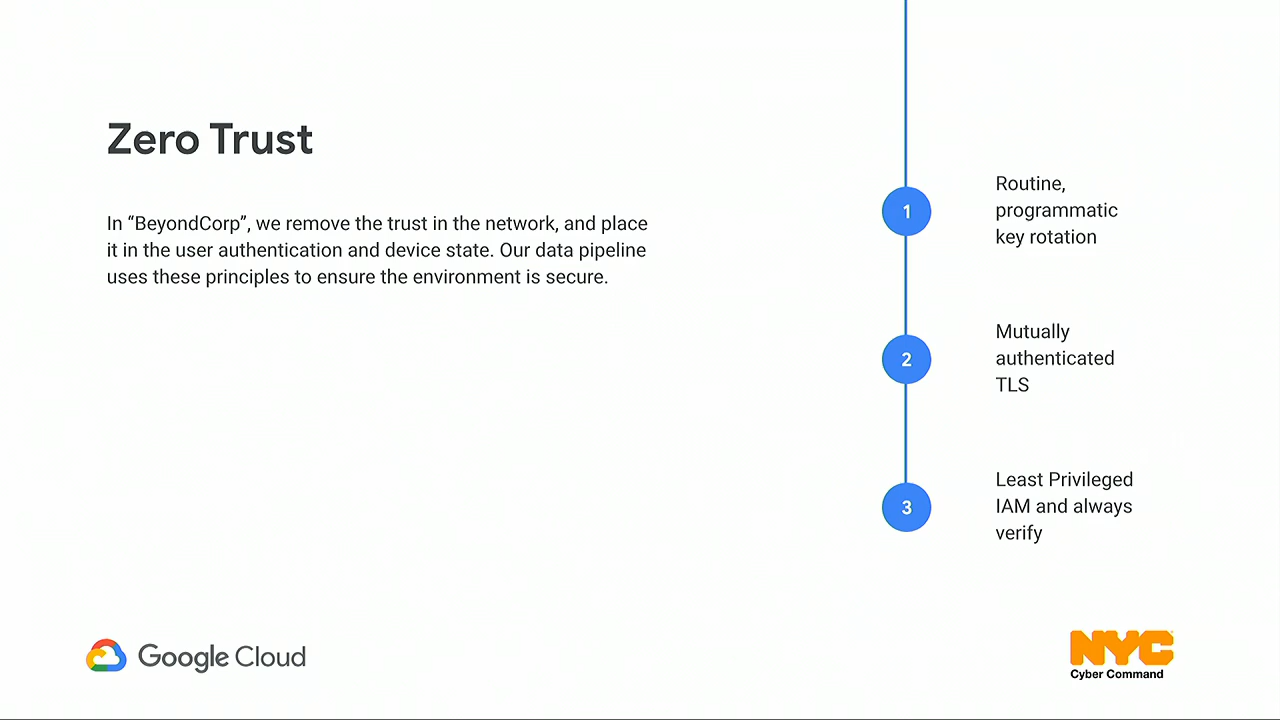 Zero Trust
In “BeyondCorp”, we remove the trust in the network, and place
it in the user authentication and device state. Our data pipeline
uses these principles to ensure the environment is secure.
1
Routine,
programmatic
key rotation
2
Mutually
authenticated
TLS
3
Least Privileged
IAM and always
verify
Google Cloud
NYC
Cyber Command